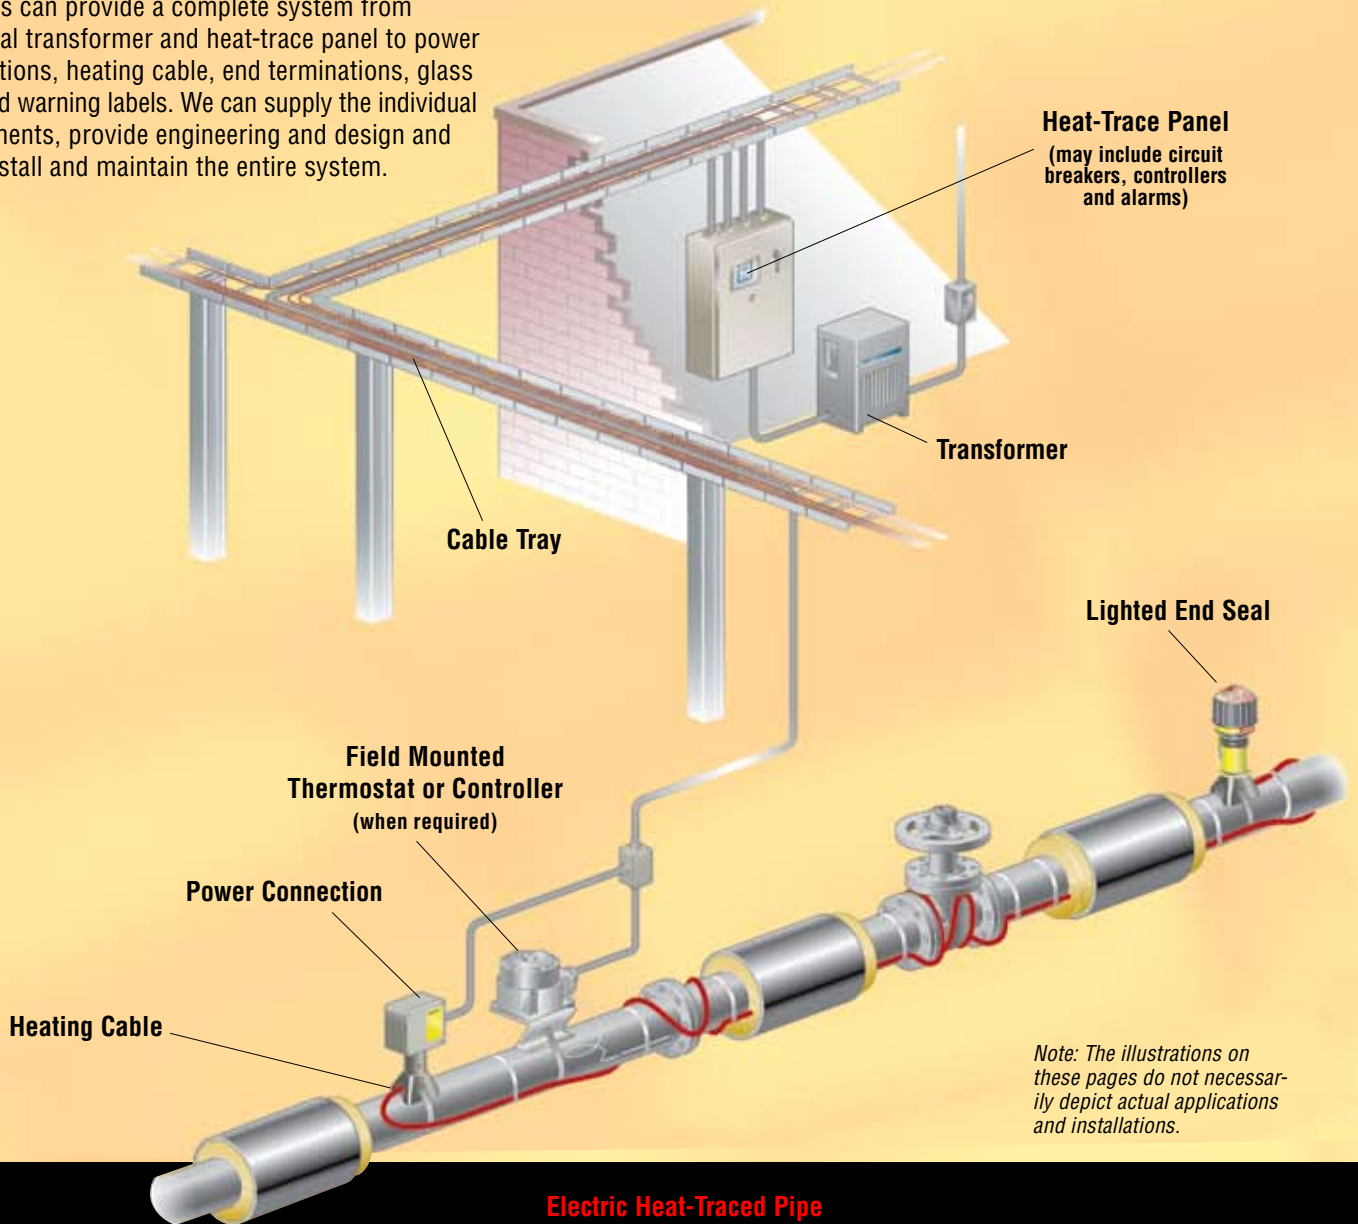 s can provide a complete system from
al transformer and heat-trace panel to power
tions, heating cable, end terminations, glass
d warning labels. We can supply the individual
nents, provide engineering and design and
stall and maintain the entire system.
Heat-Trace Panel
(may include circuit
breakers, controllers
and alarms)
Transformer
Cable Tray
Lighted End Seal
Field Mounted
Thermostat or Controller
(when required)
Power Connection
Heating Cable
Note: The illustrations on
these pages do not necessar-
ily depict actual applications
and installations.
Electric Heat-Traced Pipe